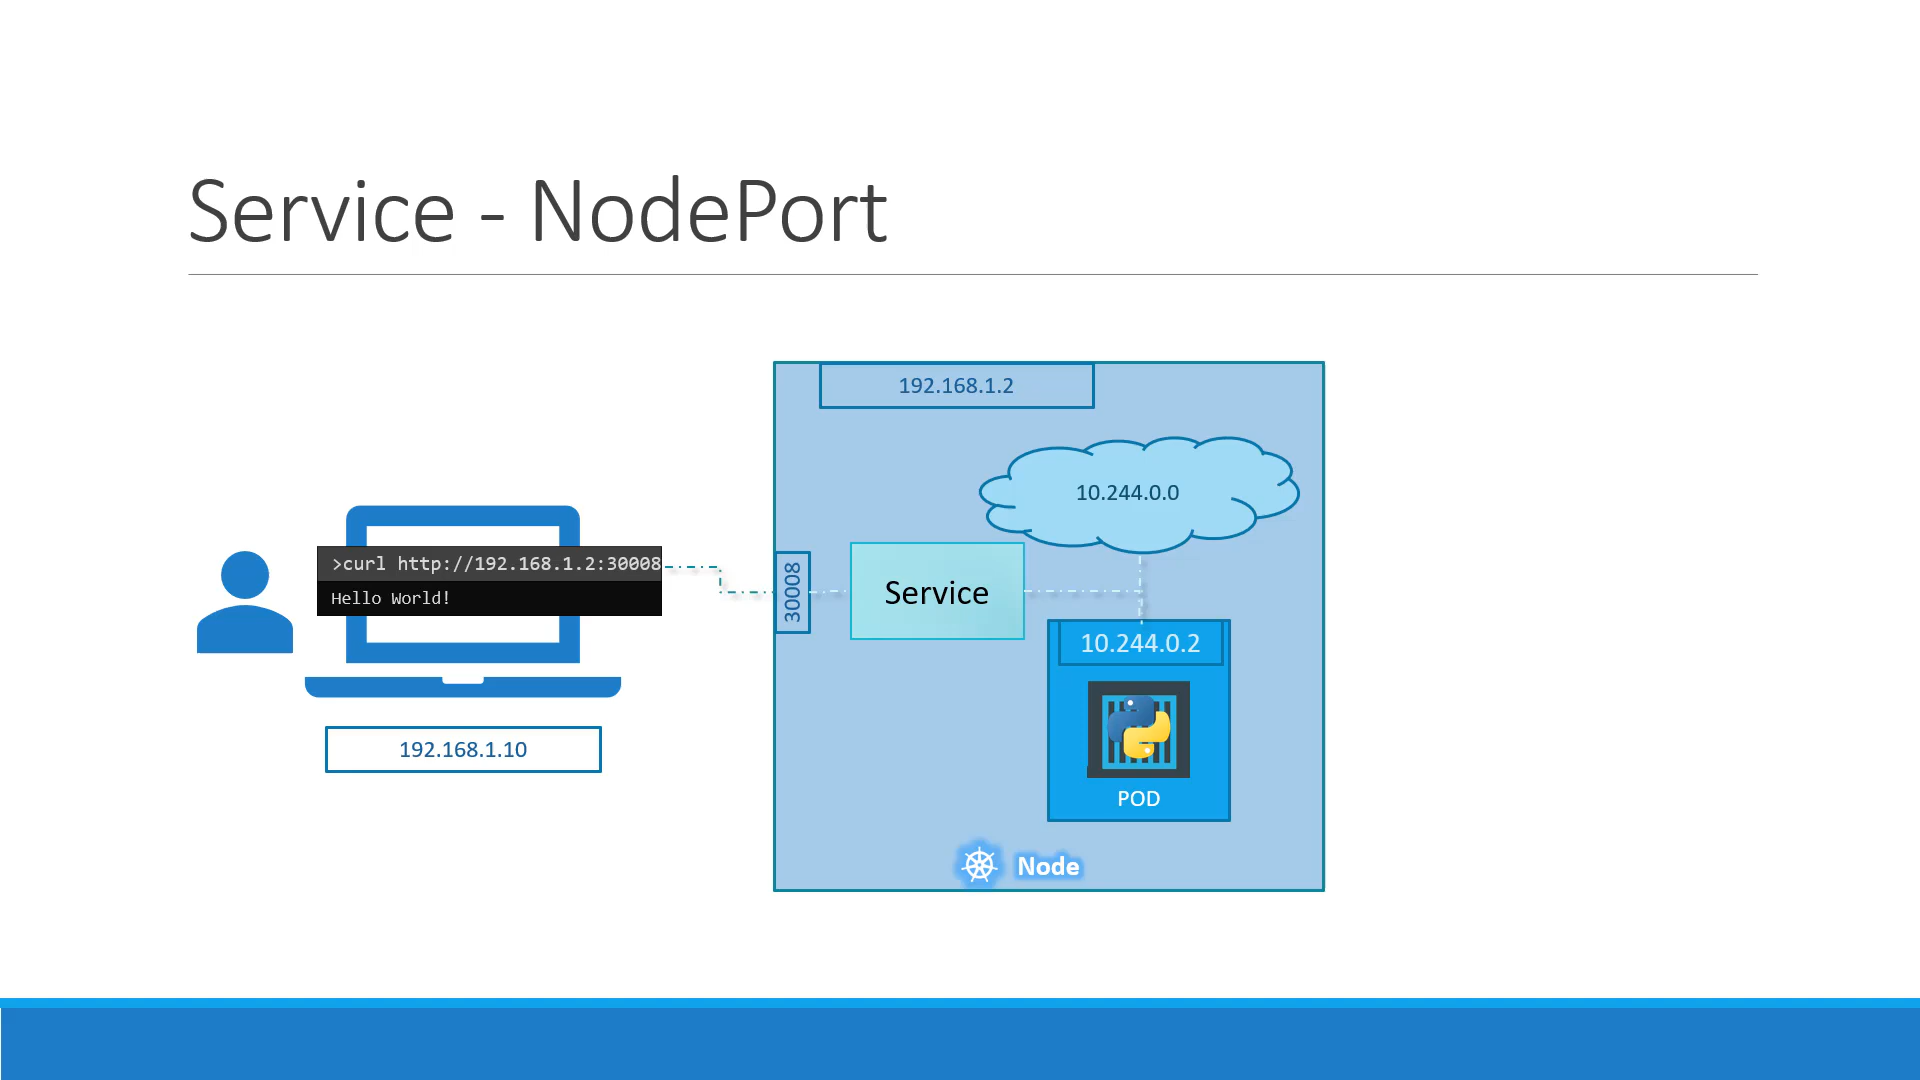 Service - NodePort
192.168.1.2
10.244.0.0
>curl http://192.168.1.2:30008
Hello World!
30008
Service
10.244.0.2
192.168.1.10
POD
Node